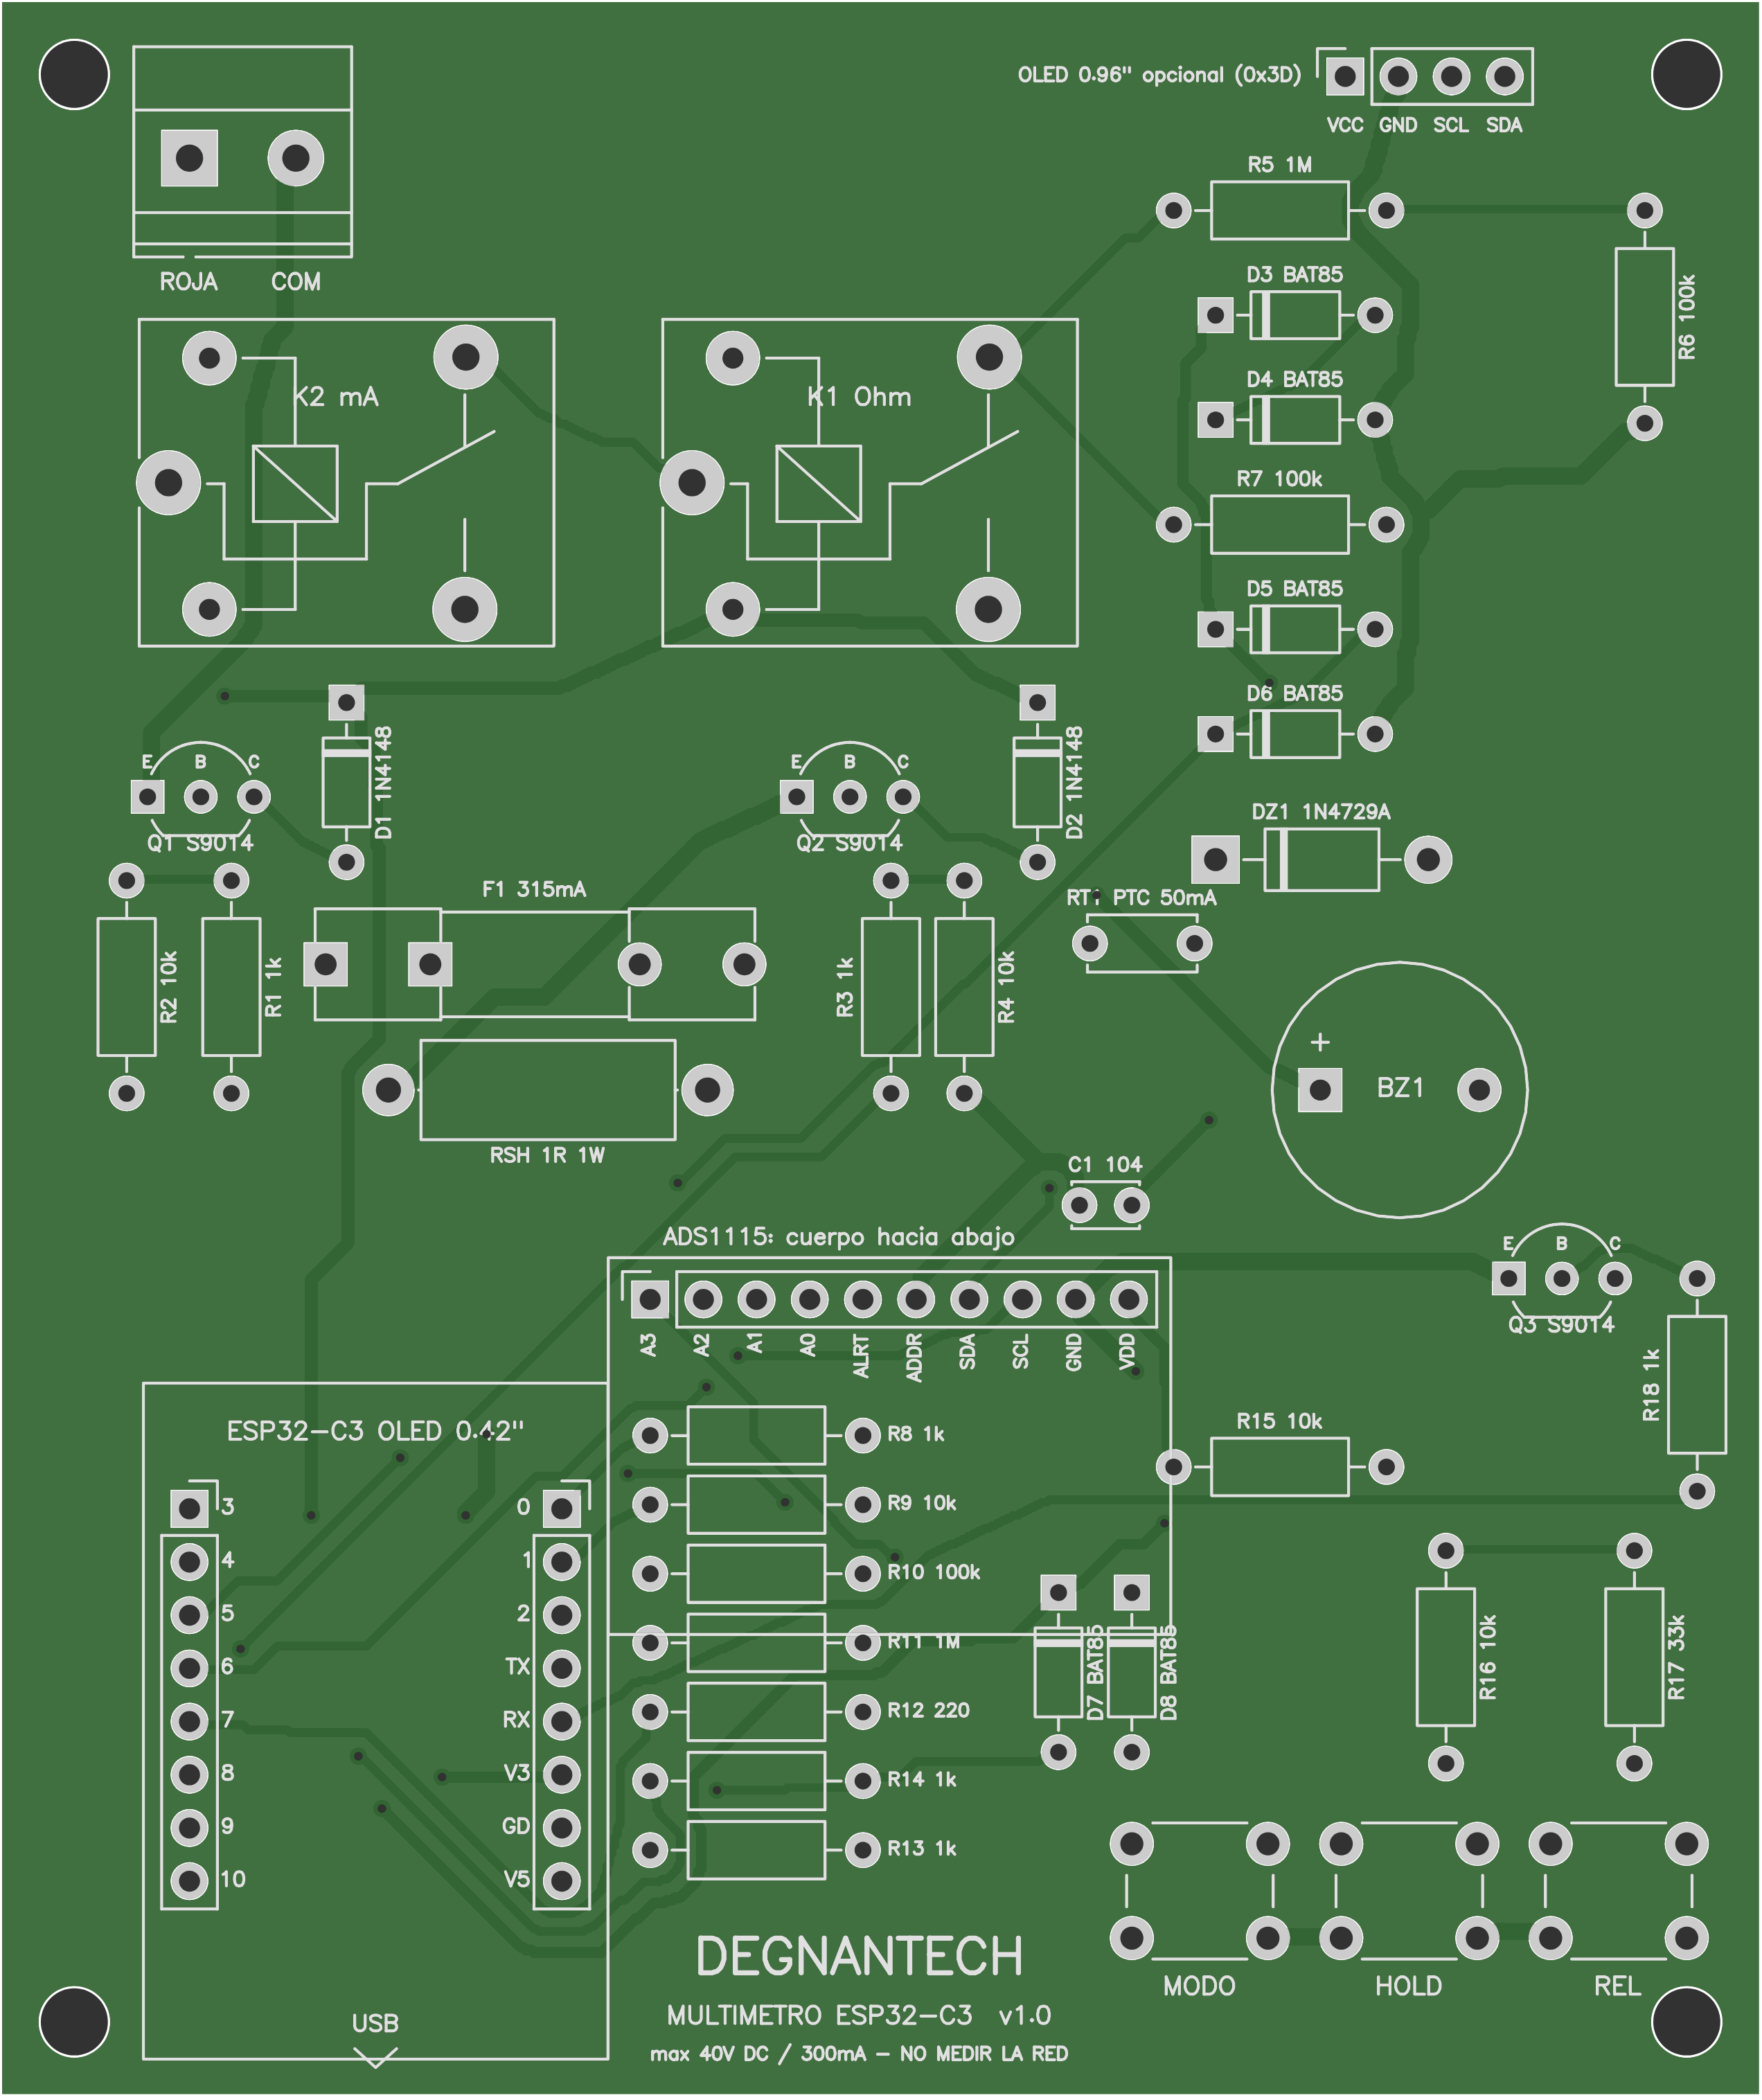 OLED 0.96" opcional (0x3D)
VCC GND SCL SDA
R5 1M
ROJA COM
D3 BAT85
R6 100k
K2 mA
K1 Ohm
D4 BAT85
R7 100k
D5 BAT85
D6 BAT85
E B C
D1 1N4148
E B C
D2 1N4148
Q1 S9014
Q2 S9014
DZ1 1N4729A
F1 315mA
RT1 PTC 50mA
R2 10k
R1 1k
R3 1k
R4 10k
+
BZ1
RSH 1R 1W
C1 104
ADS1115: cuerpo hacia abajo
E B C
Q3 S9014
A3 A2 A1 A0 ALRT ADDR SDA SCL GND VDD
R18 1k
ESP32-C3 OLED 0.42"
R8 1k
R15 10k
3 0
R9 10k
4 1
R10 100k
5 2
R11 1M
6 TX
D7 BAT85
D8 BAT85
R16 10k
R17 33k
7 RX
R12 220
8 V3
R14 1k
9 GD
R13 1k
10 V5
DEGNANTECH
MODO HOLD REL
MULTIMETRO ESP32-C3 v1.0
USB
max 40V DC / 300mA - NO MEDIR LA RED